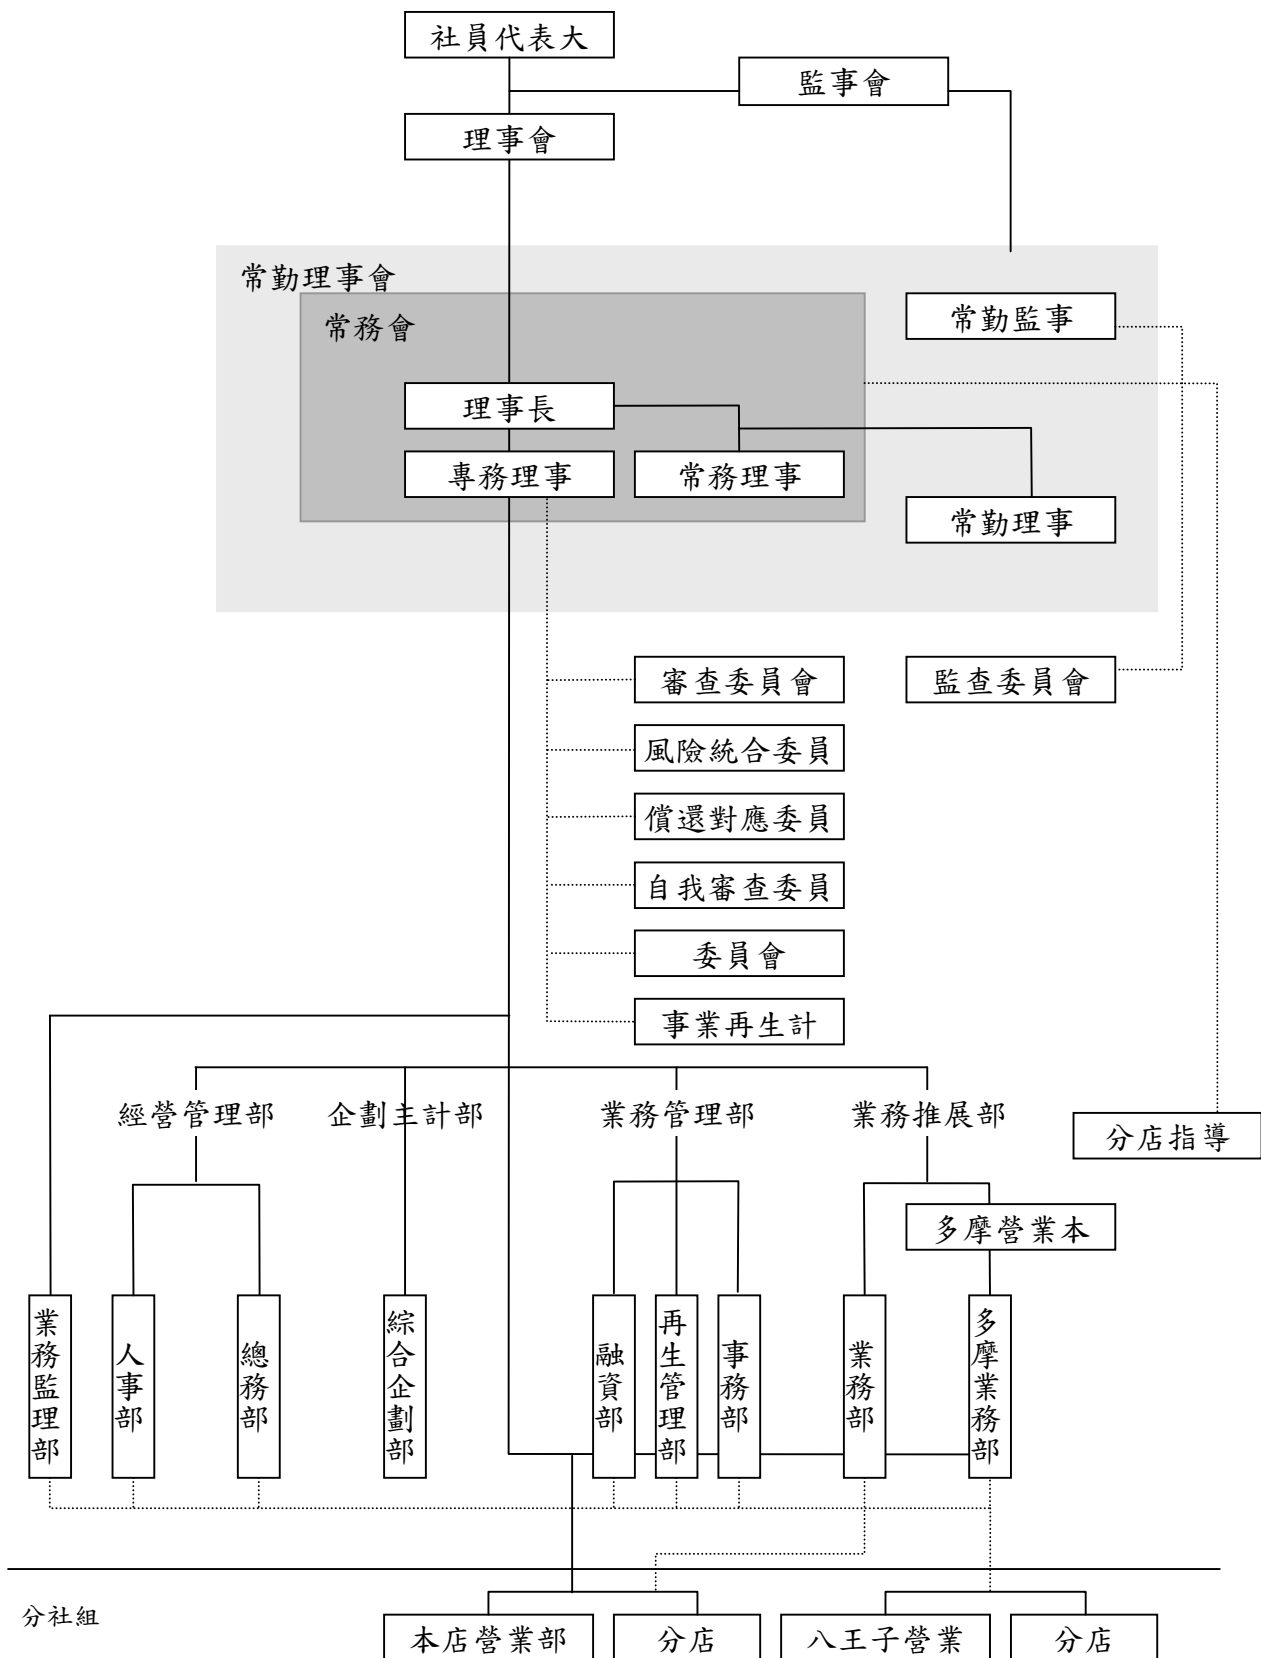 社員代表大
監事會
理事會
常勤理事會
常務會
常勤監事
理事長
專務理事
常務理事
常勤理事
審查委員會
監查委員會
風險統合委員
償還對應委員
自我審查委員
委員會
事業再生計
經營管理部
企劃主計部
業務管理部
業務推展部
分店指導
多摩營業本
業務監理部
人事部
總務部
綜合企劃部
融資部
再生管理部
事務部
業務部
多摩業務部
分社組
本店營業部
分店
八王子營業
分店